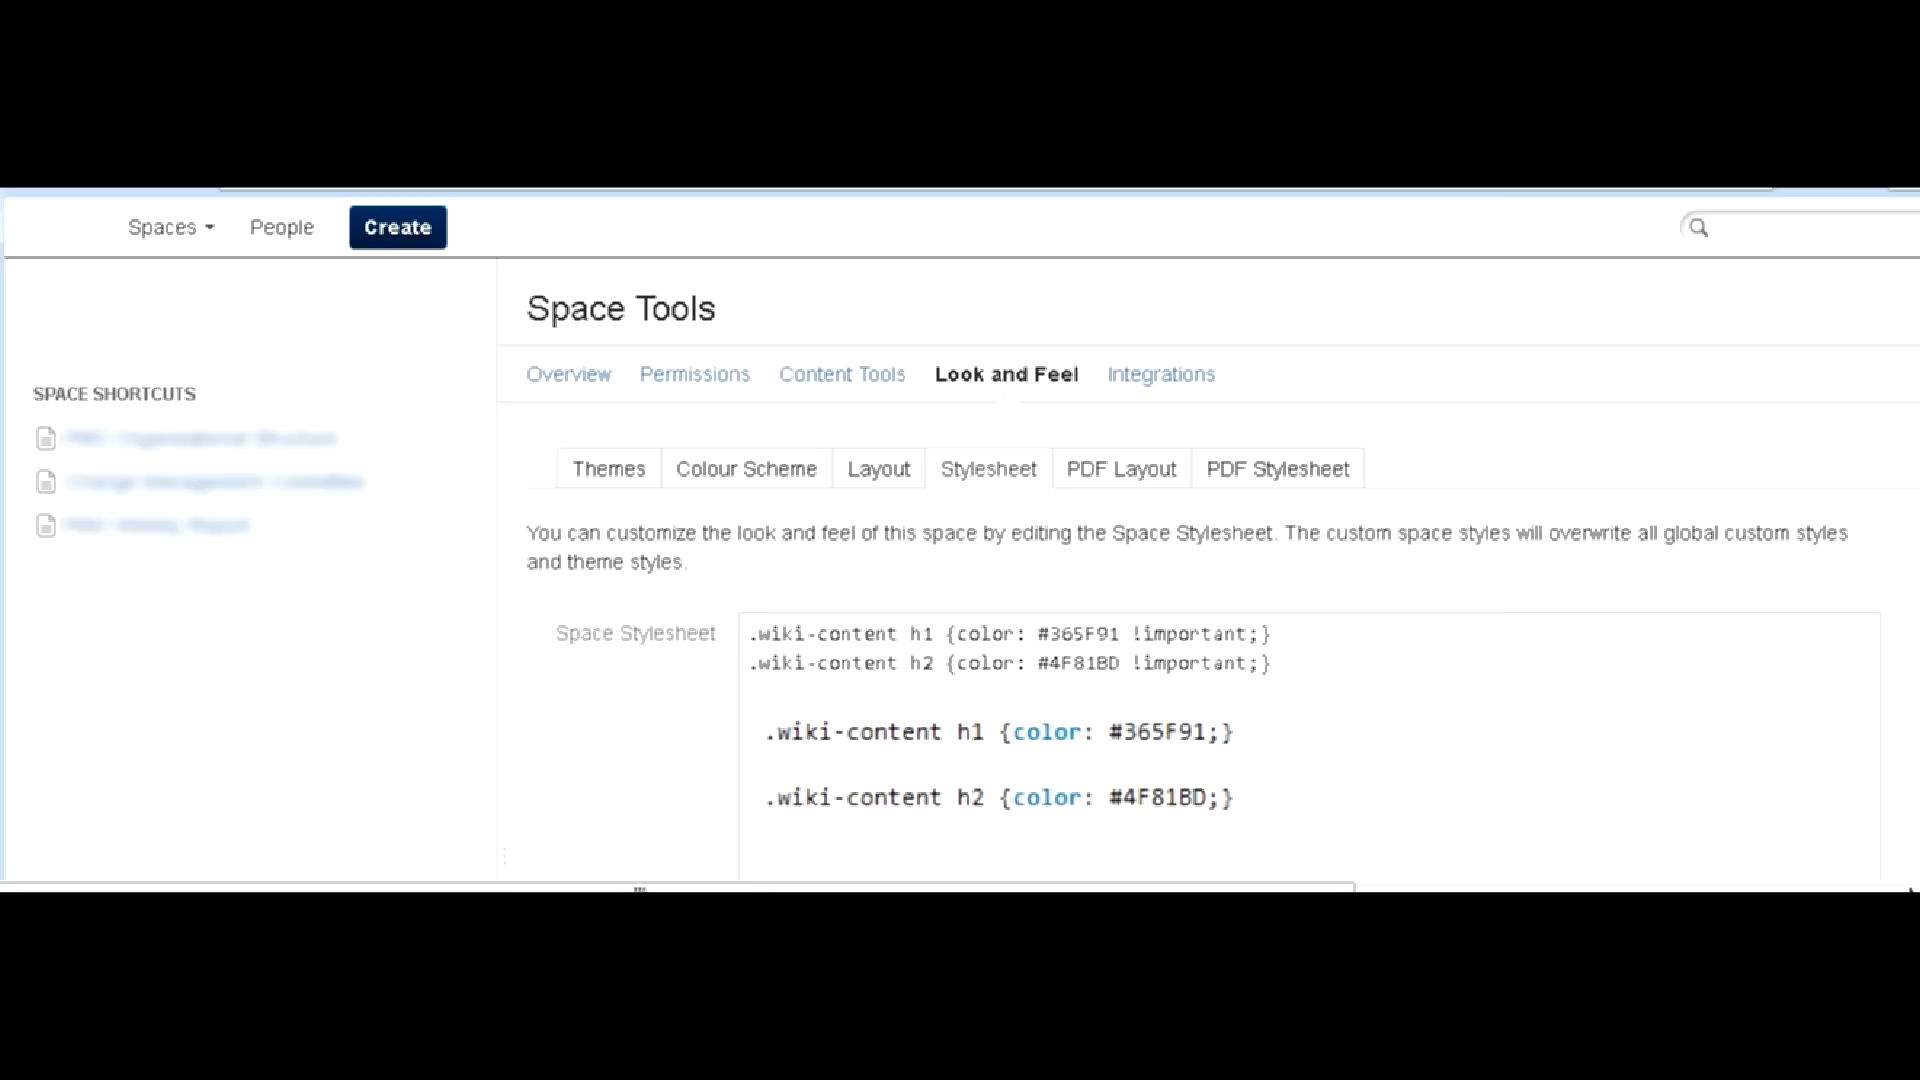 Spaces People Create
Space Tools
Overview Permissions Content Tools Look and Feel Integrations
SPACE SHORTCUTS
Themes Colour Scheme Layout Stylesheet PDF Layout PDF Stylesheet
You can customize the look and feel of this space by editing the Space Stylesheet. The custom space styles will overwrite all global custom styles
and theme styles.
Space Stylesheet
.wiki-content h1 {color: #365F91 !important;}
.wiki-content h2 {color: #4F81BD !important;}
.wiki-content h1 {color: #365F91;}
.wiki-content h2 {color: #4F81BD;}